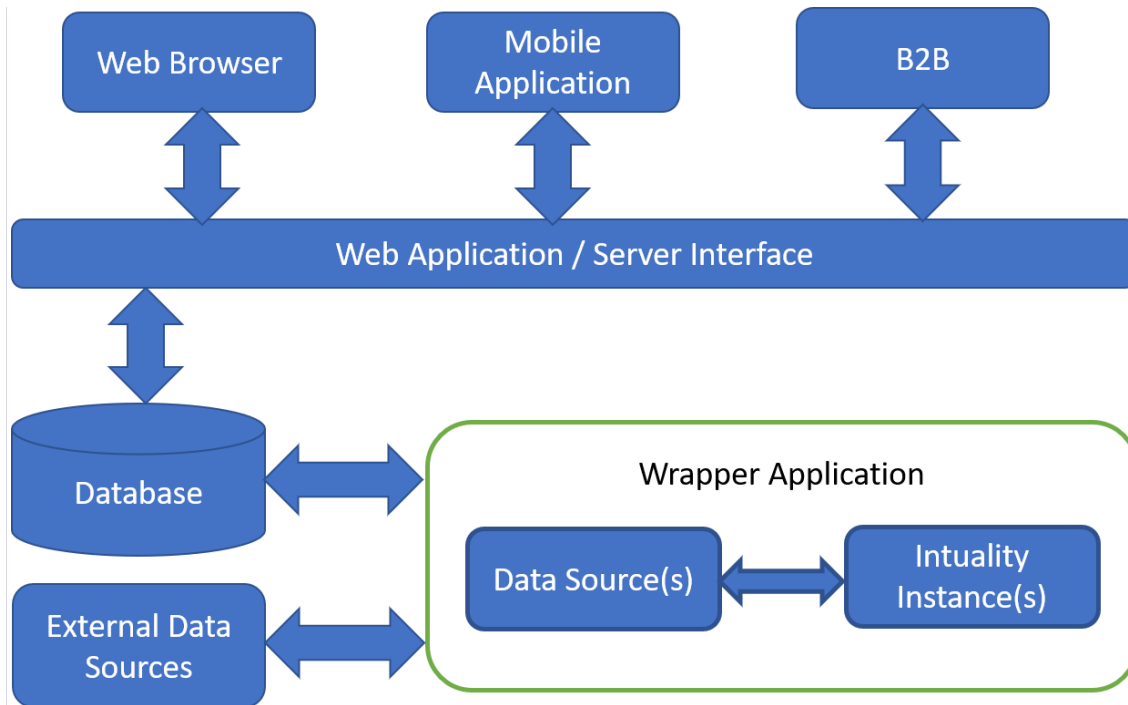 Web Browser
Mobile
Application
B2B
Web Application / Server Interface
Database
Wrapper Application
Data Source(s)
Intuality
Instance(s)
External Data
Sources